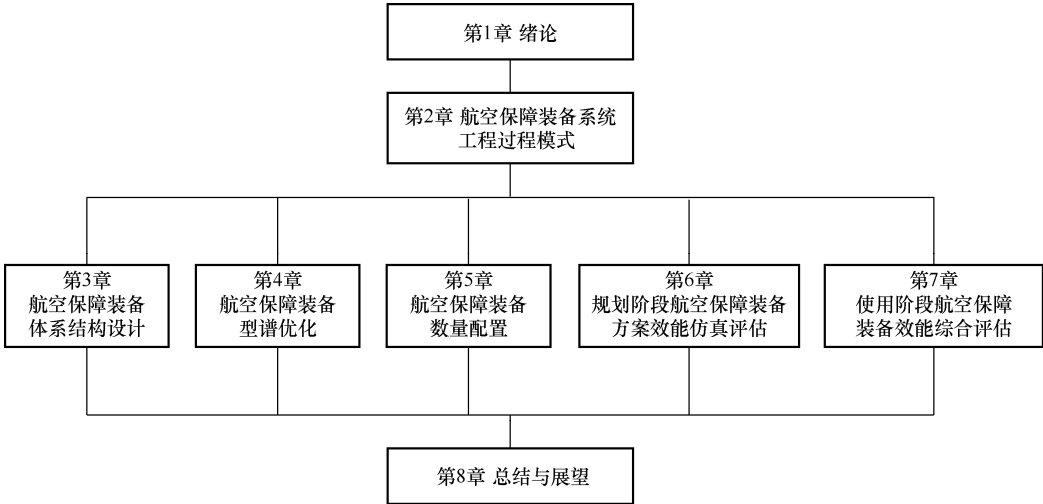 第1章 绪论
第2章 航空保障装备系统
工程过程模式
第3章
航空保障装备
体系结构设计
第4章
航空保障装备
型谱优化
第5章
航空保障装备
数量配置
第6章
规划阶段航空保障装备
方案效能仿真评估
第7章
使用阶段航空保障
装备效能综合评估
第8章 总结与展望